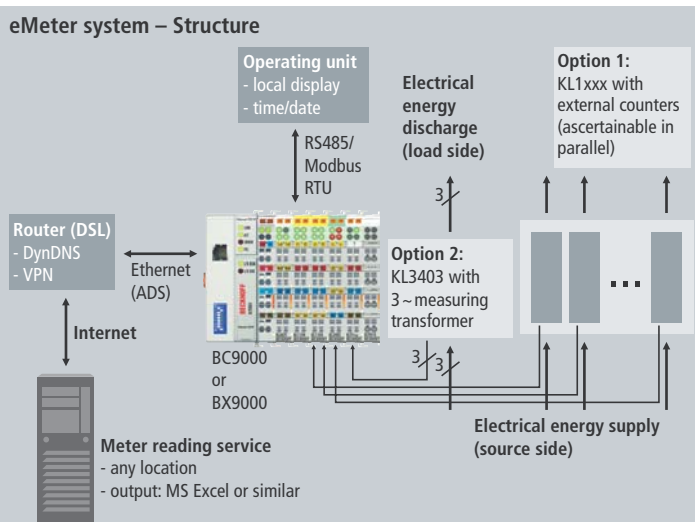 eMeter system – Structure
Operating unit
- local display
- time/date
RS485/
Modbus
RTU
Electrical
energy
discharge
(load side)
Option 1:
KL1xxx with
external counters
(ascertainable in
parallel)
3
Router (DSL)
- DynDNS
- VPN
Ethernet
(ADS)
BECKHOFF
Option 2:
KL3403 with
3~measuring
transformer
...
Internet
BC9000
or
BX9000
3
3
Electrical energy supply
(source side)
Meter reading service
- any location
- output: MS Excel or similar